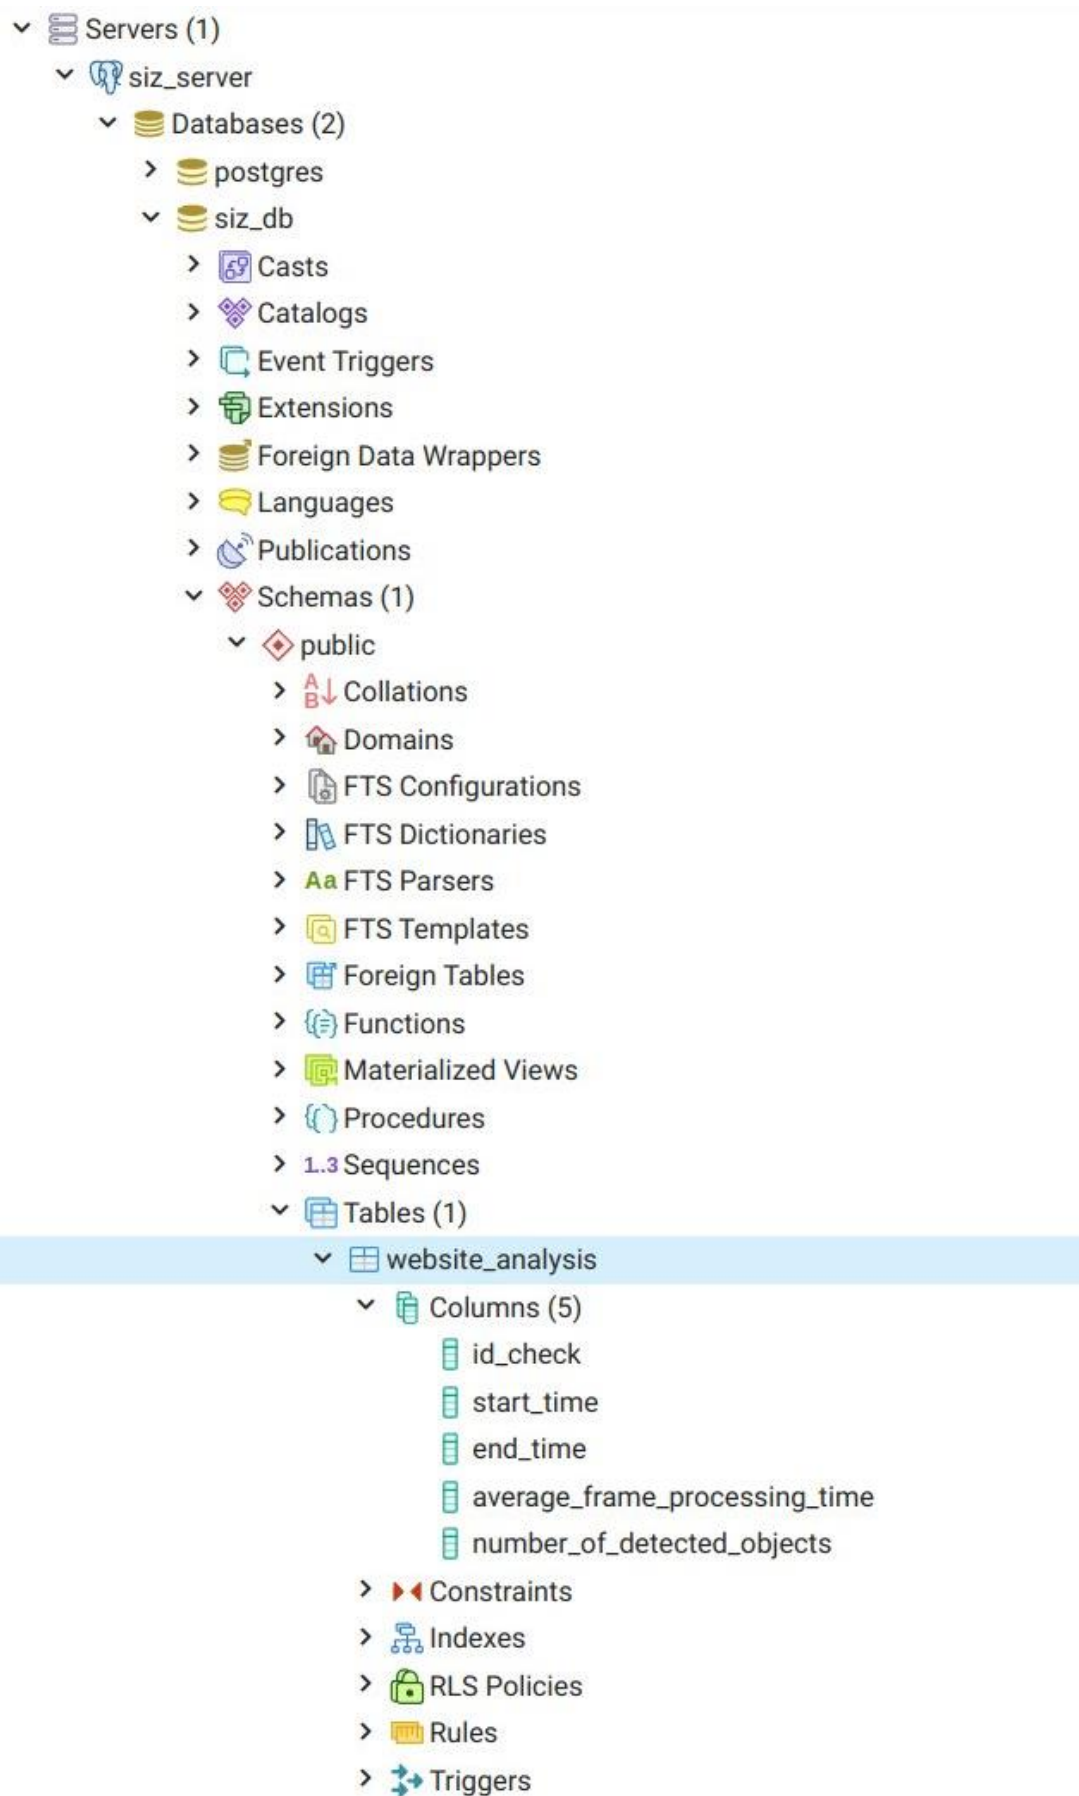 Servers (1)
siz_server
Databases (2)
postgres
siz_db
Casts
Catalogs
Event Triggers
Extensions
Foreign Data Wrappers
Languages
Publications
Schemas (1)
public
Collations
Domains
FTS Configurations
FTS Dictionaries
Aa FTS Parsers
FTS Templates
Foreign Tables
Functions
Materialized Views
Procedures
1..3 Sequences
Tables (1)
website_analysis
Columns (5)
id_check
start_time
end_time
average_frame_processing_time
number_of_detected_objects
Constraints
Indexes
RLS Policies
Rules
Triggers